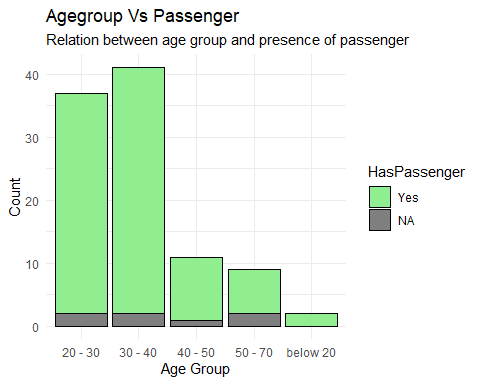 Agegroup Vs Passenger
Relation between age group and presence of passenger
40
30
20
10
0
Count
20 - 30
30 - 40
40 - 50
50 - 70
below 20
Age Group
HasPassenger
Yes
NA